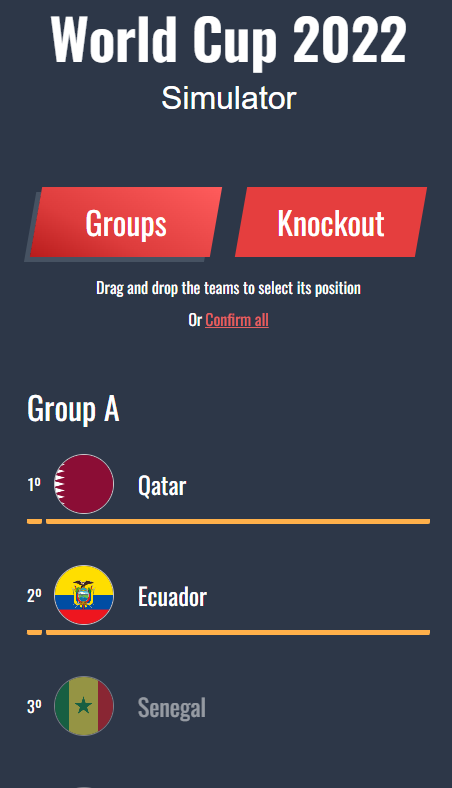 World Cup 2022
Simulator
Groups Knockout
Drag and drop the teams to select its position
Or Confirm all
Group A
1º Qatar
2º Ecuador
3º Senegal